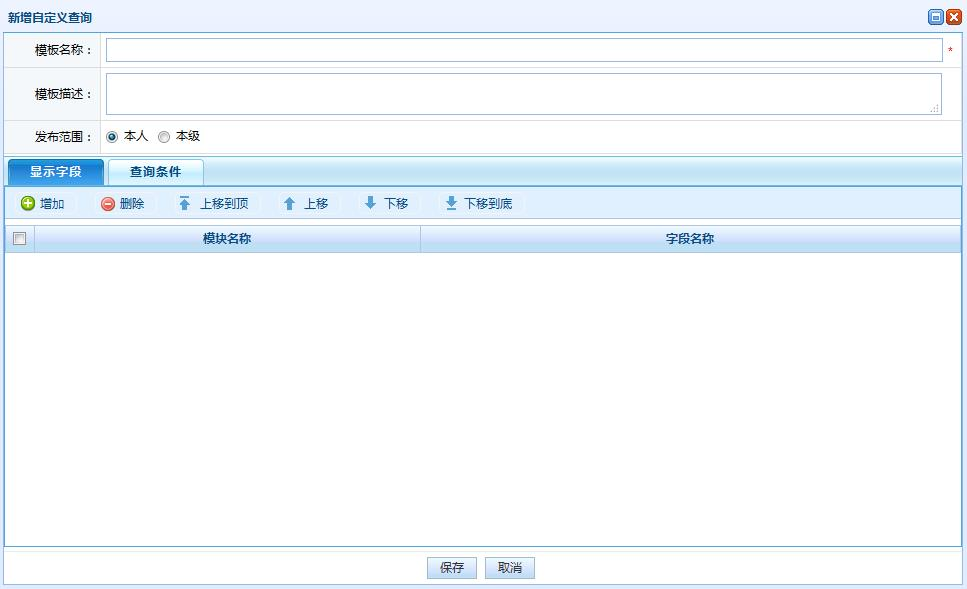 新增自定义查询
模板名称：
*
模板描述：
发布范围： 本人 本级
显示字段 查询条件
增加 删除 上移到顶 上移 下移 下移到底
模块名称 字段名称
保存 取消